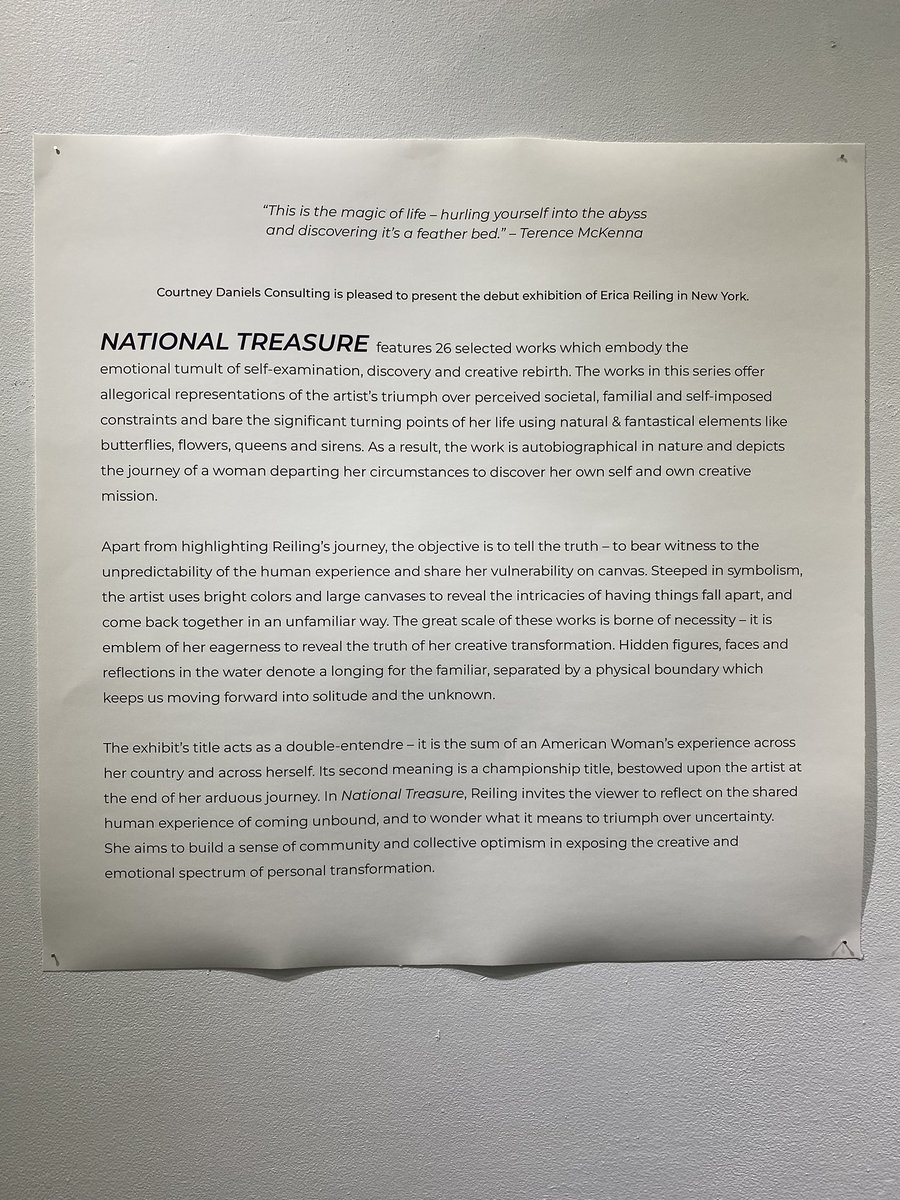 “This is the magic of life – hurling yourself into the abyss
and discovering it’s a feather bed.” – Terence McKenna
Courtney Daniels Consulting is pleased to present the debut exhibition of Erica Reiling in New York.
NATIONAL TREASURE features 26 selected works which embody the
emotional tumult of self-examination, discovery and creative rebirth. The works in this series offer
allegorical representations of the artist’s triumph over perceived societal, familial and self-imposed
constraints and bare the significant turning points of her life using natural & fantastical elements like
butterflies, flowers, queens and sirens. As a result, the work is autobiographical in nature and depicts
the journey of a woman departing her circumstances to discover her own self and own creative
mission.
Apart from highlighting Reiling’s journey, the objective is to tell the truth – to bear witness to the
unpredictability of the human experience and share her vulnerability on canvas. Steeped in symbolism,
the artist uses bright colors and large canvases to reveal the intricacies of having things fall apart, and
come back together in an unfamiliar way. The great scale of these works is borne of necessity – it is
emblem of her eagerness to reveal the truth of her creative transformation. Hidden figures, faces and
reflections in the water denote a longing for the familiar, separated by a physical boundary which
keeps us moving forward into solitude and the unknown.
The exhibit’s title acts as a double-entendre – it is the sum of an American Woman’s experience across
her country and across herself. Its second meaning is a championship title, bestowed upon the artist at
the end of her arduous journey. In National Treasure, Reiling invites the viewer to reflect on the shared
human experience of coming unbound, and to wonder what it means to triumph over uncertainty.
She aims to build a sense of community and collective optimism in exposing the creative and
emotional spectrum of personal transformation.